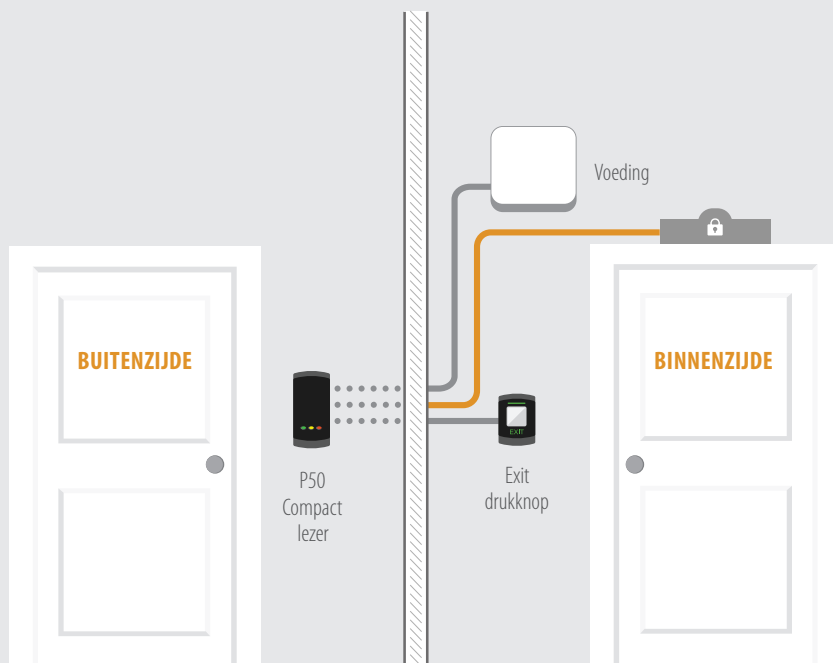 Voeding
BUITENZIJDE
BINNENZIJDE
P50
Compact
lezer
EXIT
Exit
drukknop